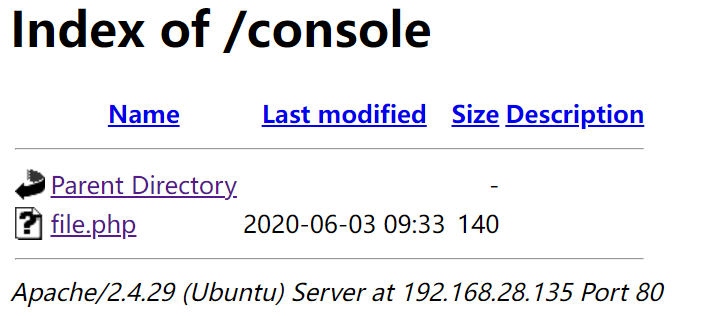 Index of /console
Name Last modified Size Description
Parent Directory -
file.php 2020-06-03 09:33 140
Apache/2.4.29 (Ubuntu) Server at 192.168.28.135 Port 80